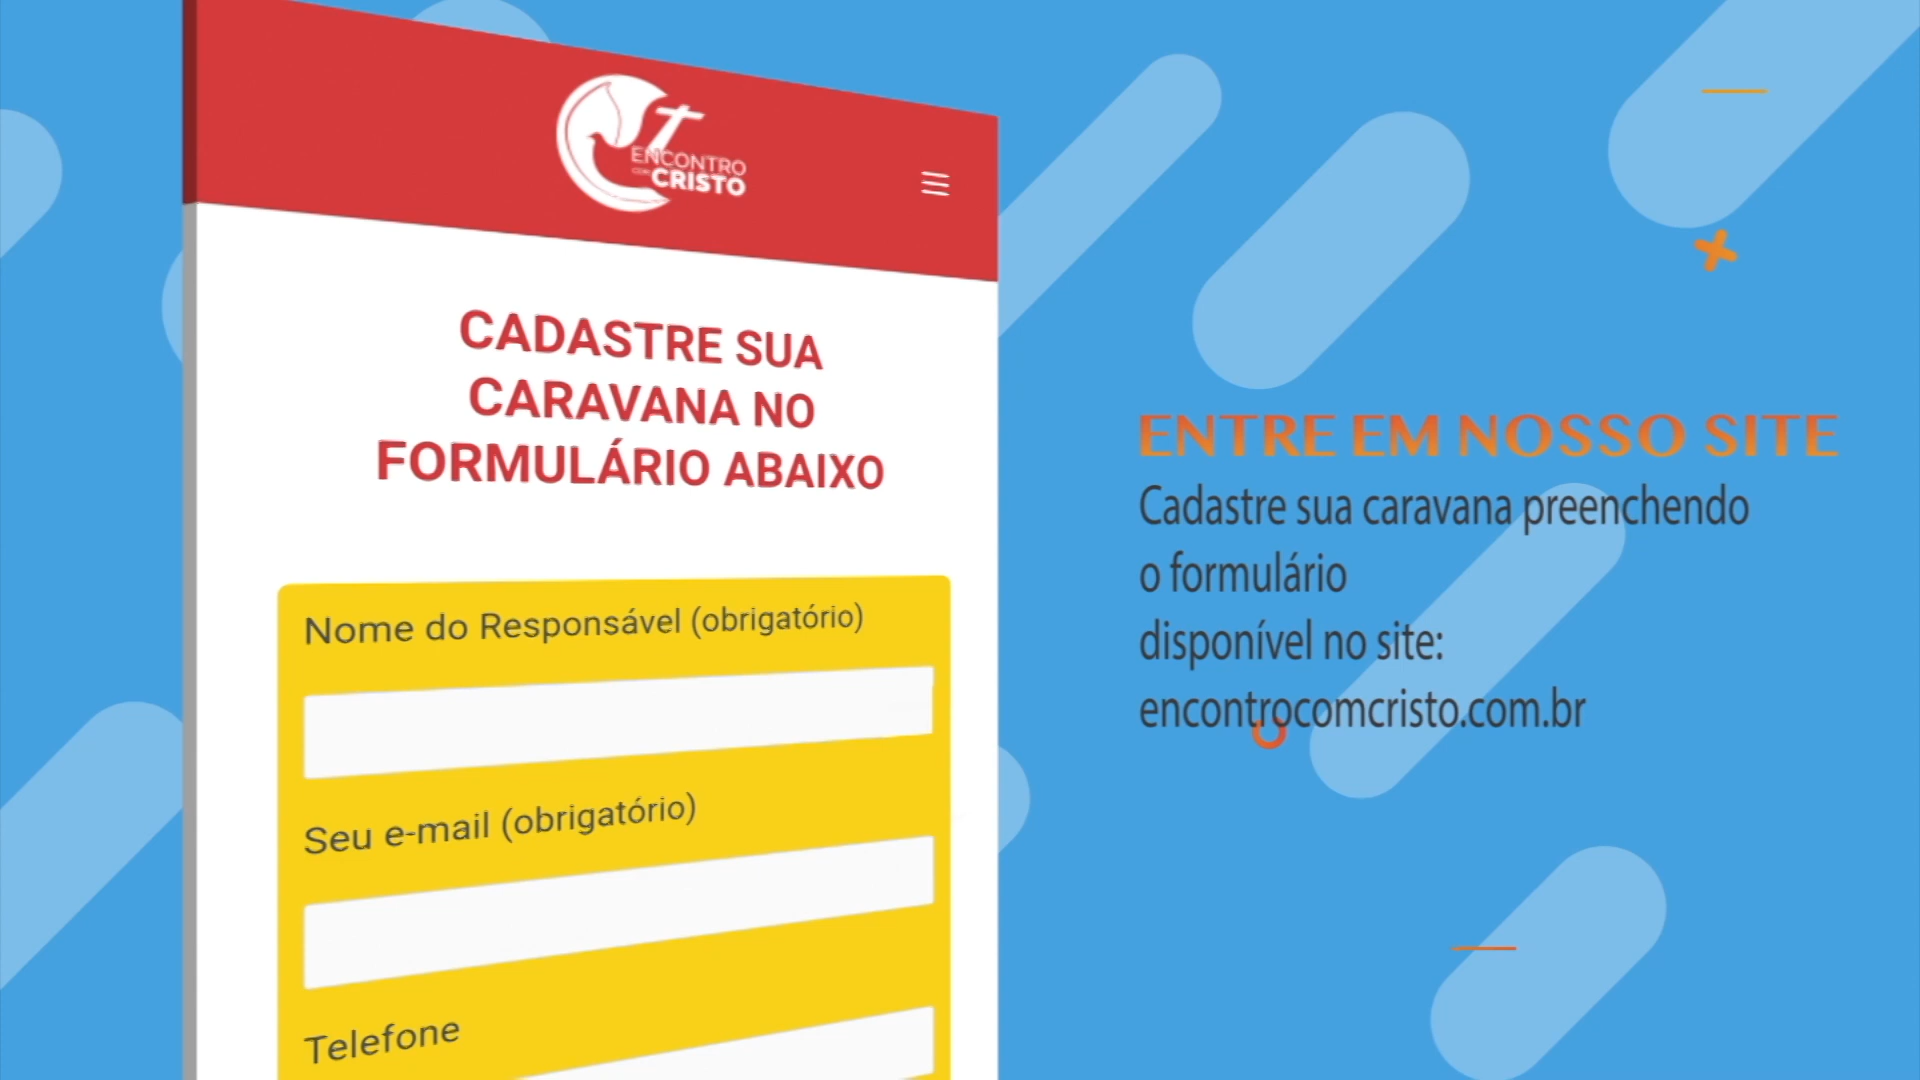 ENCONTRO
COM CRISTO
CADASTRE SUA
CARAVANA NO
FORMULÁRIO ABAIXO
Nome do Responsável (obrigatório)
Seu e-mail (obrigatório)
Telefone
ENTRE EM NOSSO SITE
Cadastre sua caravana preenchendo
o formulário
disponível no site:
encontrocomcristo.com.br